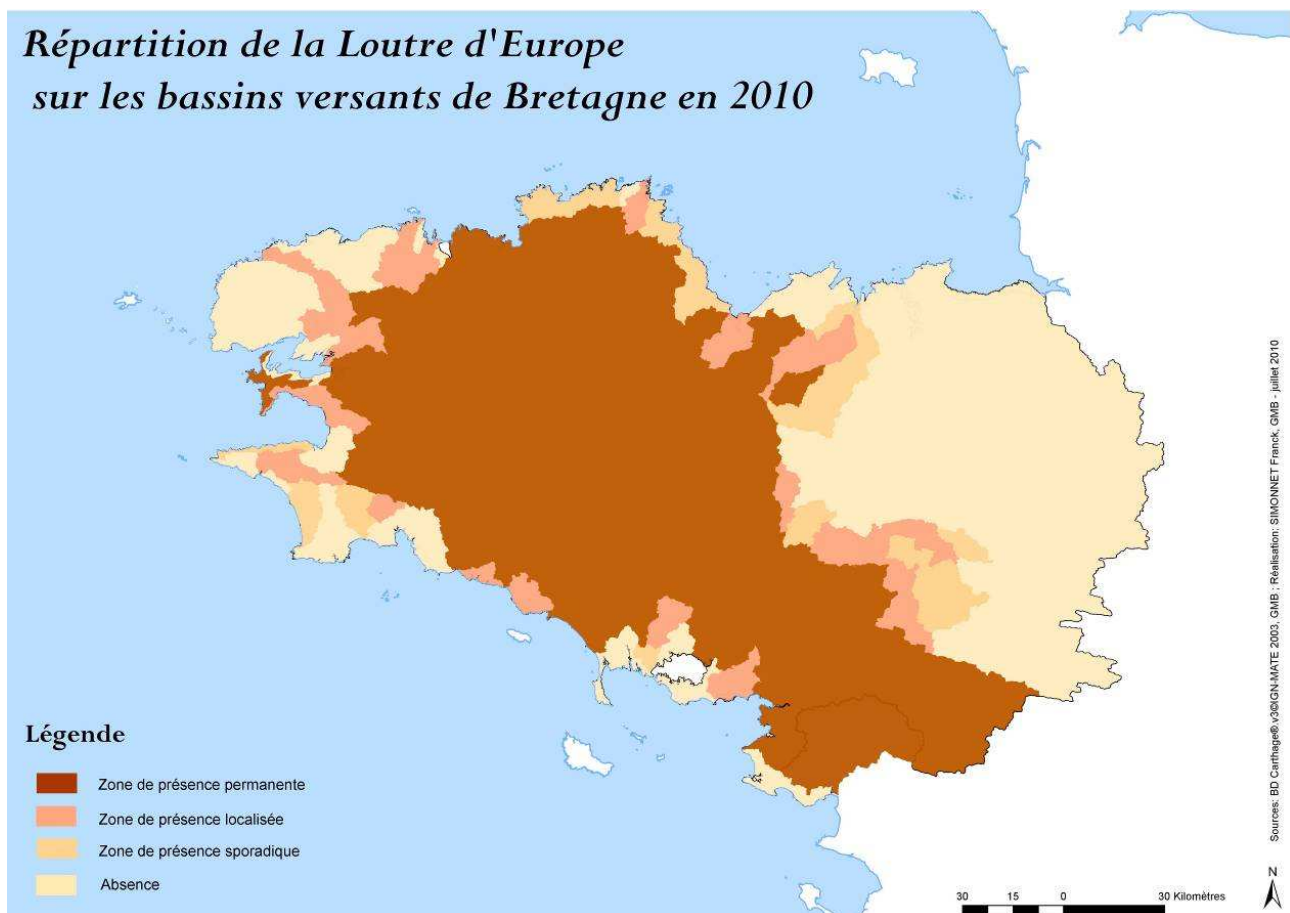 Répartition de la Loutre d'Europe
sur les bassins versants de Bretagne en 2010
Légende
Zone de présence permanente
Zone de présence localisée
Zone de présence sporadique
Absence
30 15 0 30 Kilomètres
N
Sources: BD Carthage®.v3©IGN-MATE 2003, GMB ; Réalisation: SIMONNET Franck, GMB - juillet 2010